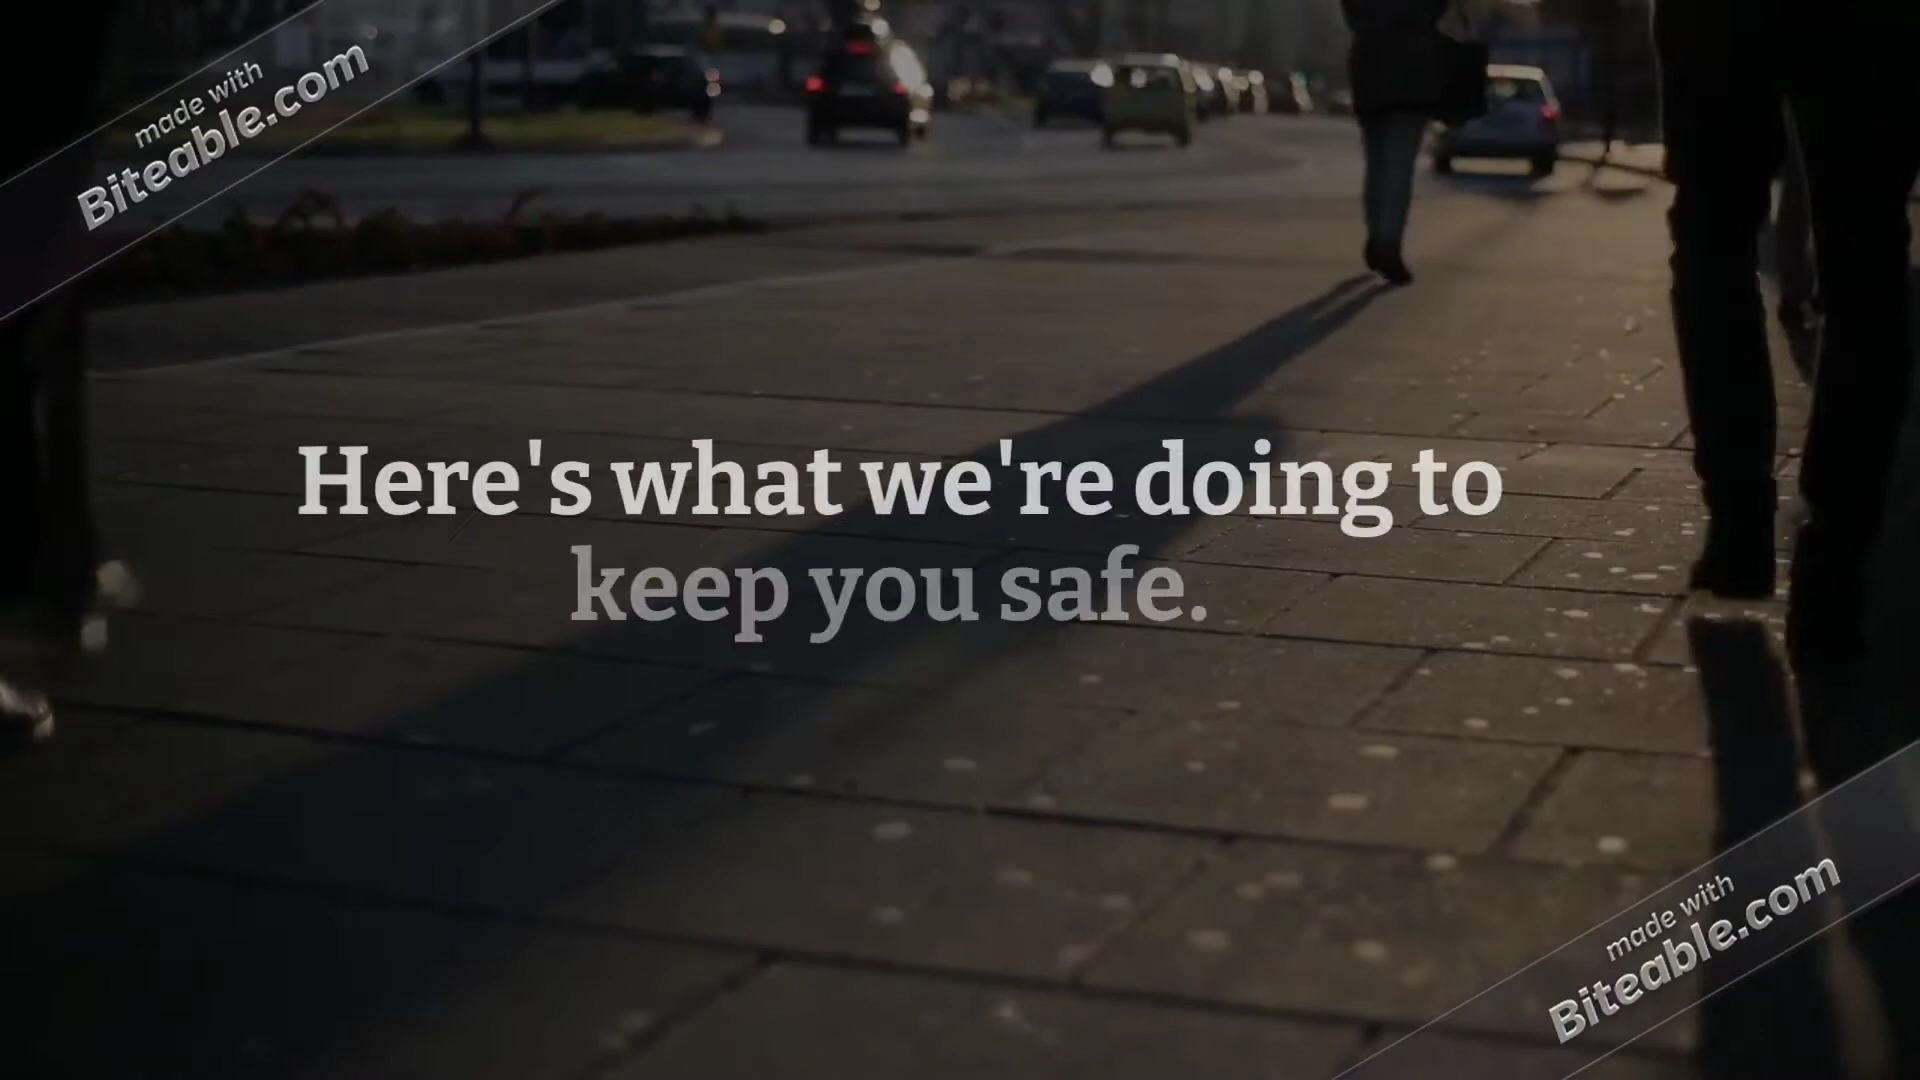 made with
Biteable.com
Here's what we're doing to
keep you safe.
made with
Biteable.com